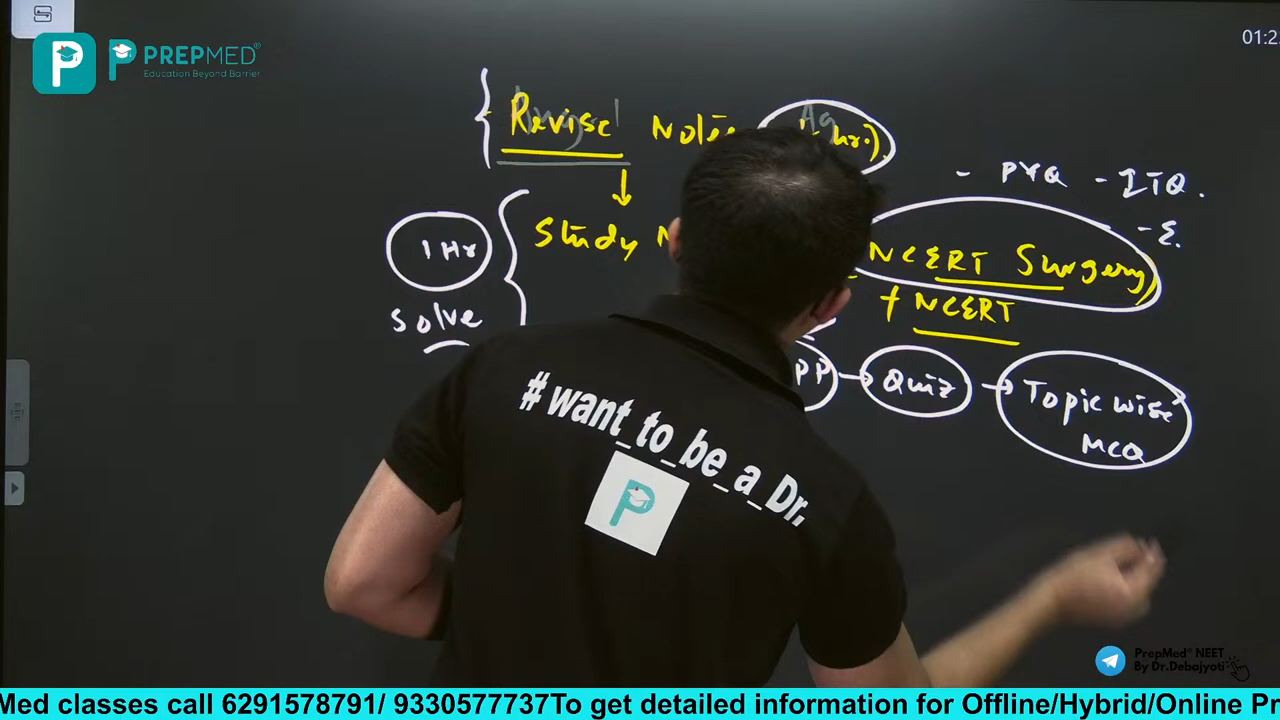 01:2
P PREPMED®
Education Beyond Barrier
Revise Notes hr.).
- PYQ - ITQ.
- E.
1 Hr
Study
NCERT Surgery
solve
+ NCERT
PP → Quiz → Topic wise
MCQ
# want_to_be_a_Dr.
P
PrepMed® NEET
By Dr.Debajyoti
Med classes call 6291578791/ 9330577737To get detailed information for Offline/Hybrid/Online Pr